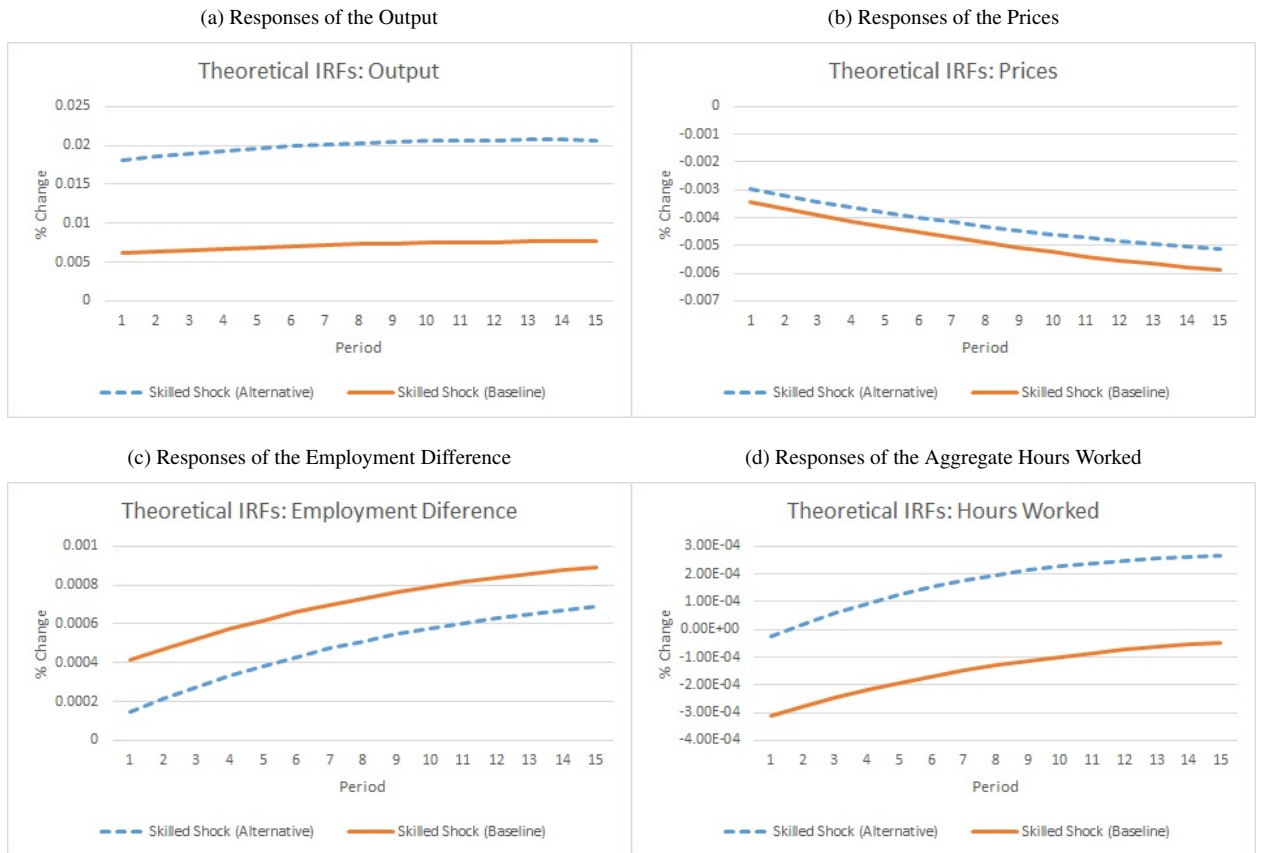 (a) Responses of the Output
Theoretical IRFs: Output
0.025
0.02
0.015
0.01
0.005
0
% Change
1 2 3 4 5 6 7 8 9 10 11 12 13 14 15
Period
Skilled Shock (Alternative) Skilled Shock (Baseline)
(b) Responses of the Prices
Theoretical IRFs: Prices
0
-0.001
-0.002
-0.003
-0.004
-0.005
-0.006
-0.007
% Change
1 2 3 4 5 6 7 8 9 10 11 12 13 14 15
Period
Skilled Shock (Alternative) Skilled Shock (Baseline)
(c) Responses of the Employment Difference
Theoretical IRFs: Employment Diference
0.001
0.0008
0.0006
0.0004
0.0002
0
% Change
1 2 3 4 5 6 7 8 9 10 11 12 13 14 15
Period
Skilled Shock (Alternative) Skilled Shock (Baseline)
(d) Responses of the Aggregate Hours Worked
Theoretical IRFs: Hours Worked
3.00E-04
2.00E-04
1.00E-04
0.00E+00
-1.00E-04
-2.00E-04
-3.00E-04
-4.00E-04
% Change
1 2 3 4 5 6 7 8 9 10 11 12 13 14 15
Period
Skilled Shock (Alternative) Skilled Shock (Baseline)